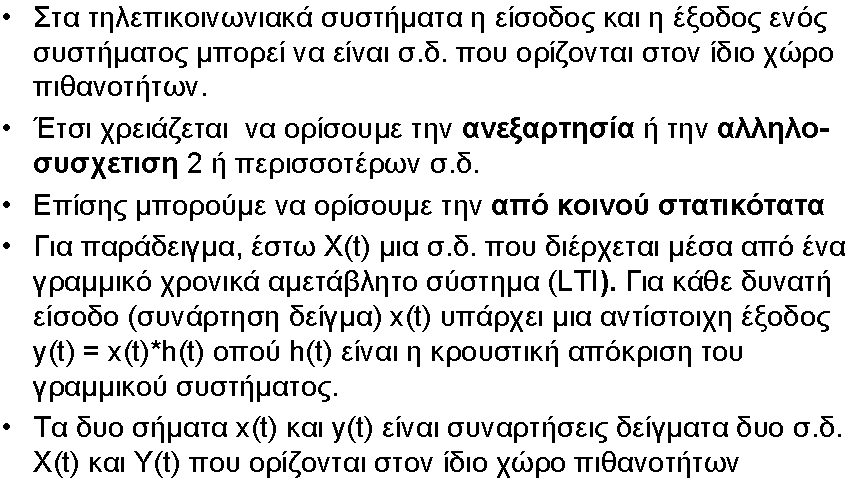 • Στα τηλεπικοινωνιακά συστήματα η είσοδος και η έξοδος ενός
συστήματος μπορεί να είναι σ.δ. που ορίζονται στον ίδιο χώρο
πιθανοτήτων.
• Έτσι χρειάζεται  να ορίσουμε την ανεξαρτησία ή την αλληλο-
συσχετιση 2 ή περισσοτέρων σ.δ.
• Επίσης μπορούμε να ορίσουμε την από κοινού στατικότατα
• Για παράδειγμα, έστω X(t) μια σ.δ. που διέρχεται μέσα από ένα
γραμμικό χρονικά αμετάβλητο σύστημα (LTI). Για κάθε δυνατή
είσοδο (συνάρτηση δείγμα) x(t) υπάρχει μια αντίστοιχη έξοδος
y(t) = x(t)*h(t) οπού h(t) είναι η κρουστική απόκριση του
γραμμικού συστήματος.
• Τα δυο σήματα x(t) και y(t) είναι συναρτήσεις δείγματα δυο σ.δ.
X(t) και Y(t) που ορίζονται στον ίδιο χώρο πιθανοτήτων